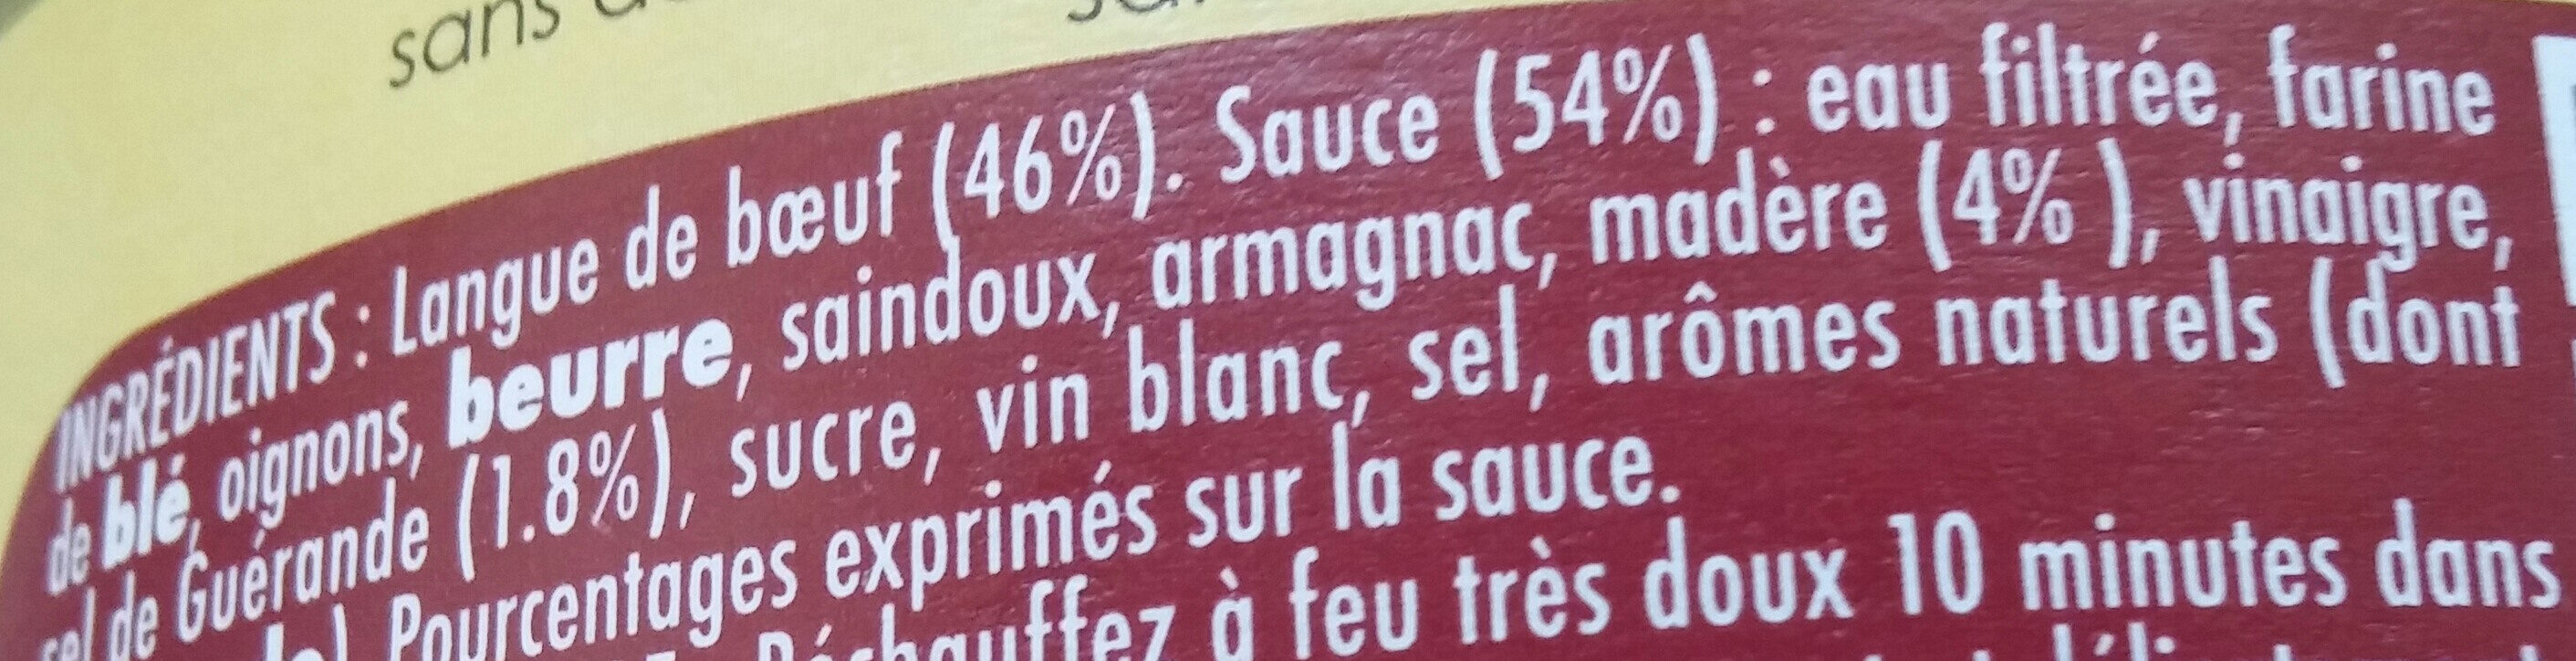 sans
INGRÉDIENTS : Langue de bœuf (46%). Sauce (54%) : eau filtrée, farine
de blé, oignons, beurre, saindoux, armagnac, madère (4% ), vinaigre,
sel de Guérande (1.8%), sucre, vin blanc, sel, arômes naturels (dont
Pourcentages exprimés sur la sauce.
Réchauffez à feu très doux 10 minutes dans